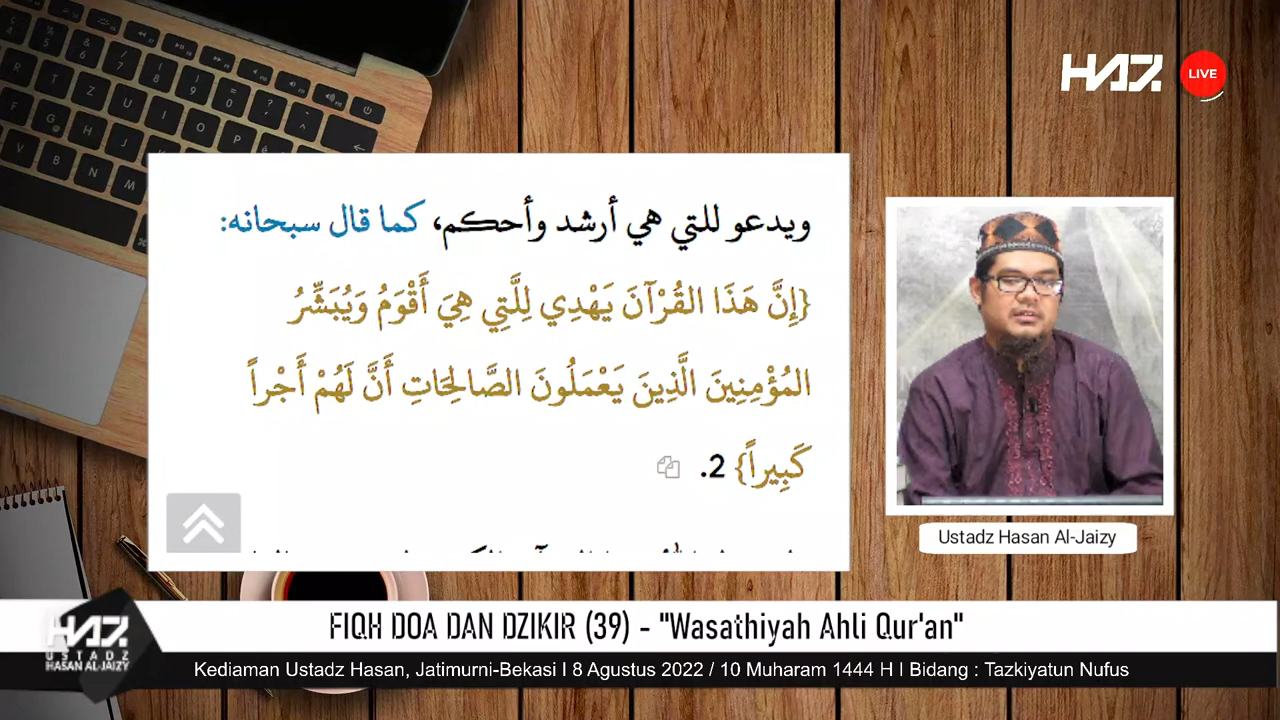 HAZ
LIVE
ويدعو للتي هي أرشد وأحكم، كما قال سبحانه:
{إِنَّ هَذَا القُرْآنَ يَهْدِي لِلَّتِي هِيَ أَقْوَمُ وَيُبَشِّرُ
المُؤْمِنِينَ الَّذِينَ يَعْمَلُونَ الصَّالِحَاتِ أَنَّ لَهُمْ أَجْراً
كَبِيراً} 2.
Ustadz Hasan Al-Jaizy
FIQH DOA DAN DZIKIR (39) - "Wasathiyah Ahli Qur'an"
HAZ
USTADZ
HASAN AL-JAIZY
Kediaman Ustadz Hasan, Jatimurni-Bekasi I 8 Agustus 2022 / 10 Muharam 1444 H I Bidang : Tazkiyatun Nufus